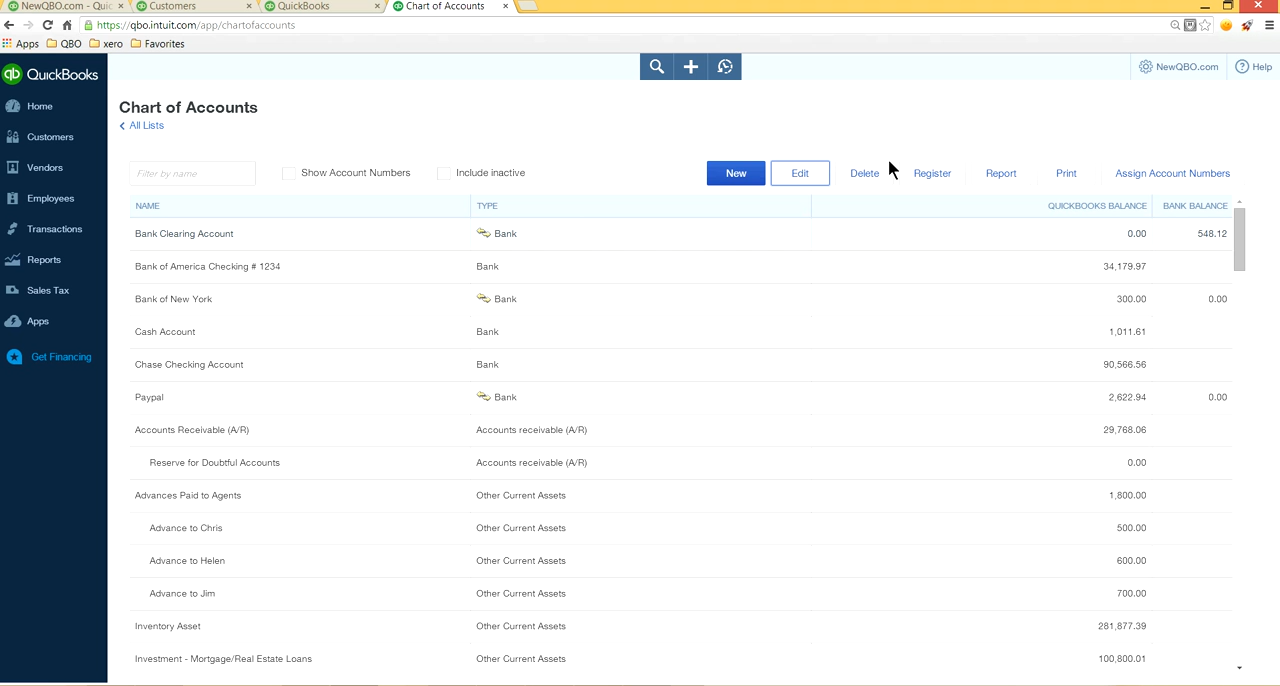 NewQBO.com - Quic
Customers
QuickBooks
Chart of Accounts
https://qbo.intuit.com/app/chartofaccounts
Apps QBO xero Favorites
qb QuickBooks
NewQBO.com Help
Home
Customers
Vendors
Employees
Transactions
Reports
Sales Tax
Apps
Get Financing
Chart of Accounts
All Lists
Filter by name Show Account Numbers Include inactive New Edit Delete Register Report Print Assign Account Numbers
NAME TYPE QUICKBOOKS BALANCE BANK BALANCE
Bank Clearing Account Bank 0.00 548.12
Bank of America Checking # 1234 Bank 34,179.97
Bank of New York Bank 300.00 0.00
Cash Account Bank 1,011.61
Chase Checking Account Bank 90,566.56
Paypal Bank 2,622.94 0.00
Accounts Receivable (A/R) Accounts receivable (A/R) 29,768.06
Reserve for Doubtful Accounts Accounts receivable (A/R) 0.00
Advances Paid to Agents Other Current Assets 1,800.00
Advance to Chris Other Current Assets 500.00
Advance to Helen Other Current Assets 600.00
Advance to Jim Other Current Assets 700.00
Inventory Asset Other Current Assets 281,877.39
Investment - Mortgage/Real Estate Loans Other Current Assets 100,800.01